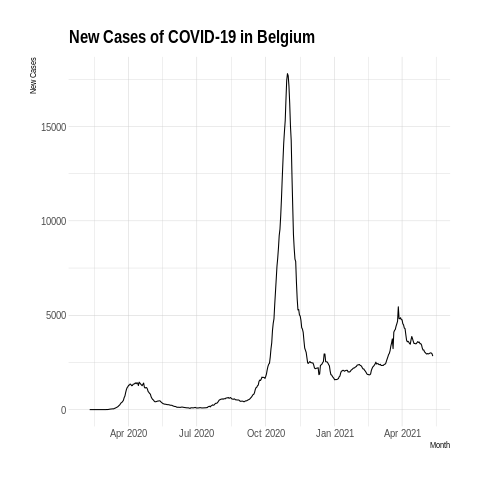 New Cases of COVID-19 in Belgium
New Cases
15000
10000
5000
0
Apr 2020 Jul 2020 Oct 2020 Jan 2021 Apr 2021
Month